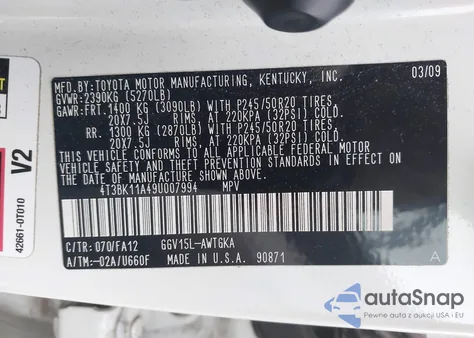 MFD.BY:TOYOTA MOTOR MANUFACTURING, KENTUCKY, INC. 03/09
GVWR:2390KG(5270LB)
GAWR:FRT 1400 KG (3090LB) WITH P245/50R20 TIRES,
20X7.5J RIMS, AT 220KPA (32PSI) COLD.
RR. 1300 KG (2870LB) WITH P245/50R20 TIRES,
20X7.5J RIMS, AT 220KPA (32PSI) COLD.
THIS VEHICLE CONFORMS TO ALL APPLICABLE FEDERAL MOTOR
VEHICLE SAFETY STANDARDS IN EFFECT ON THE DATE OF
MANUFACTURE SHOWN ABOVE.
4T3BK11A49U007994 MPV
C/TR:070/FA12 GGV15L-AWTGKA
A/TM:-02A/U660F MADE IN U.S.A. 90871
A
V2
42661-0T010
autoSnap
Pewne auta z aukcji USA i EU